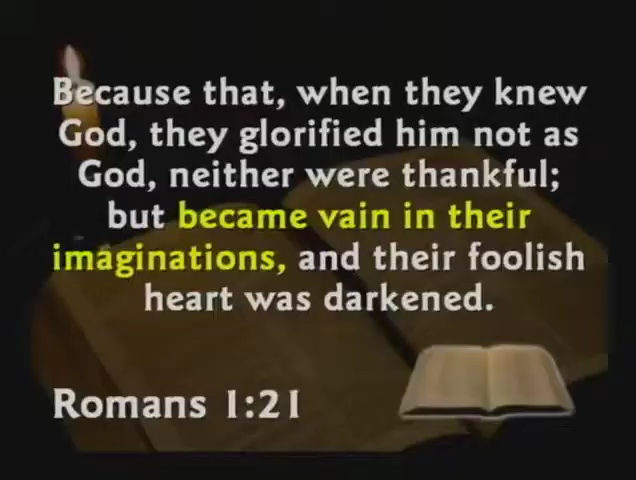 Because that, when they knew
God, they glorified him not as
God, neither were thankful;
but became vain in their
imaginations, and their foolish
heart was darkened.
Romans 1:21